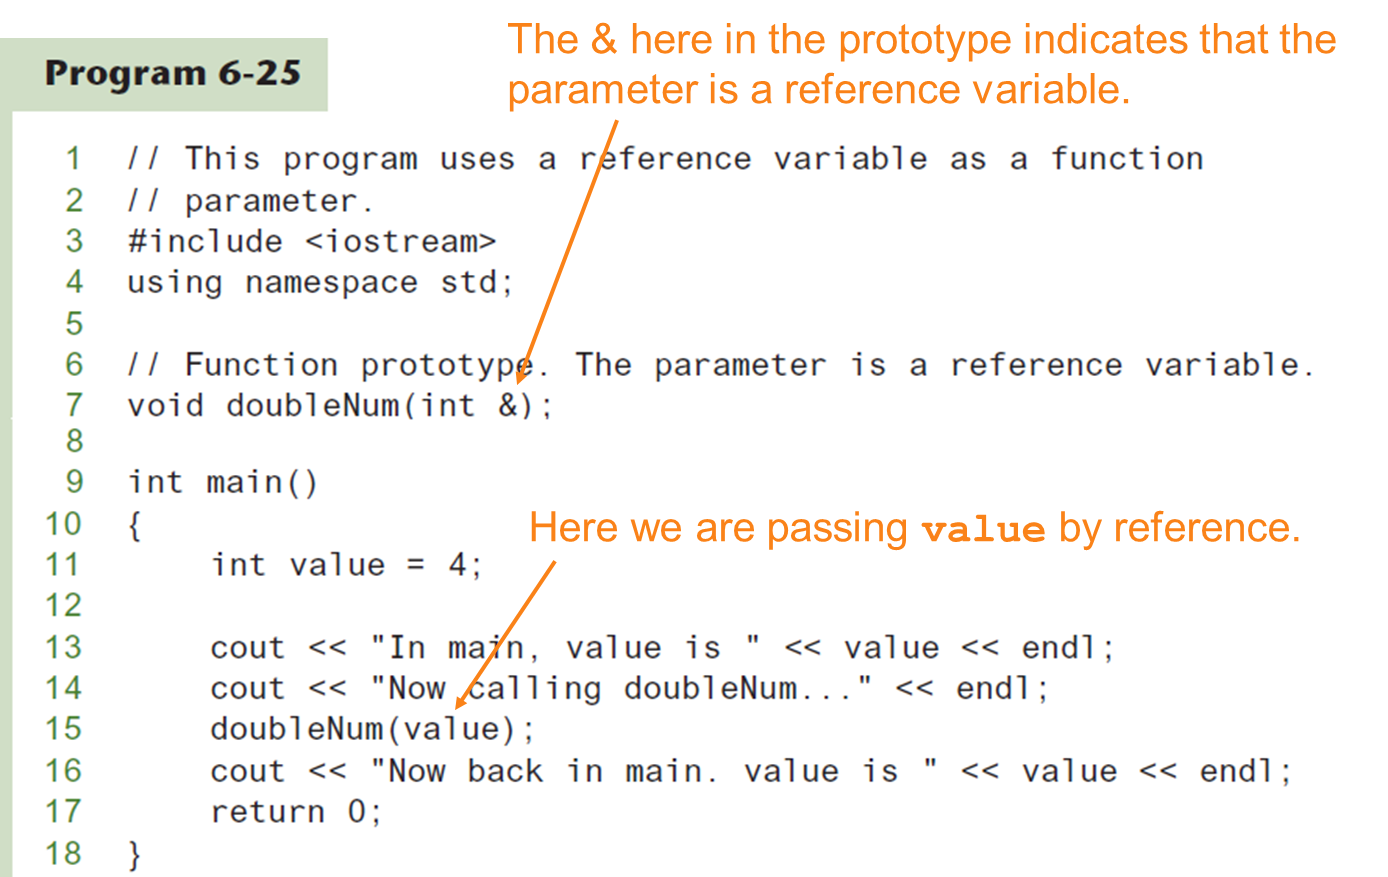 The & here in the prototype indicates that the
parameter is a reference variable.
Program 6-25
1 // This program uses a reference variable as a function
2 // parameter.
3 #include <iostream>
4 using namespace std;
5
6 // Function prototype. The parameter is a reference variable.
7 void doubleNum(int &);
8
9 int main()
10 {
Here we are passing value by reference.
11     int value = 4;
12
13     cout << "In main, value is " << value << endl;
14     cout << "Now calling doubleNum..." << endl;
15     doubleNum(value);
16     cout << "Now back in main. value is " << value << endl;
17     return 0;
18 }